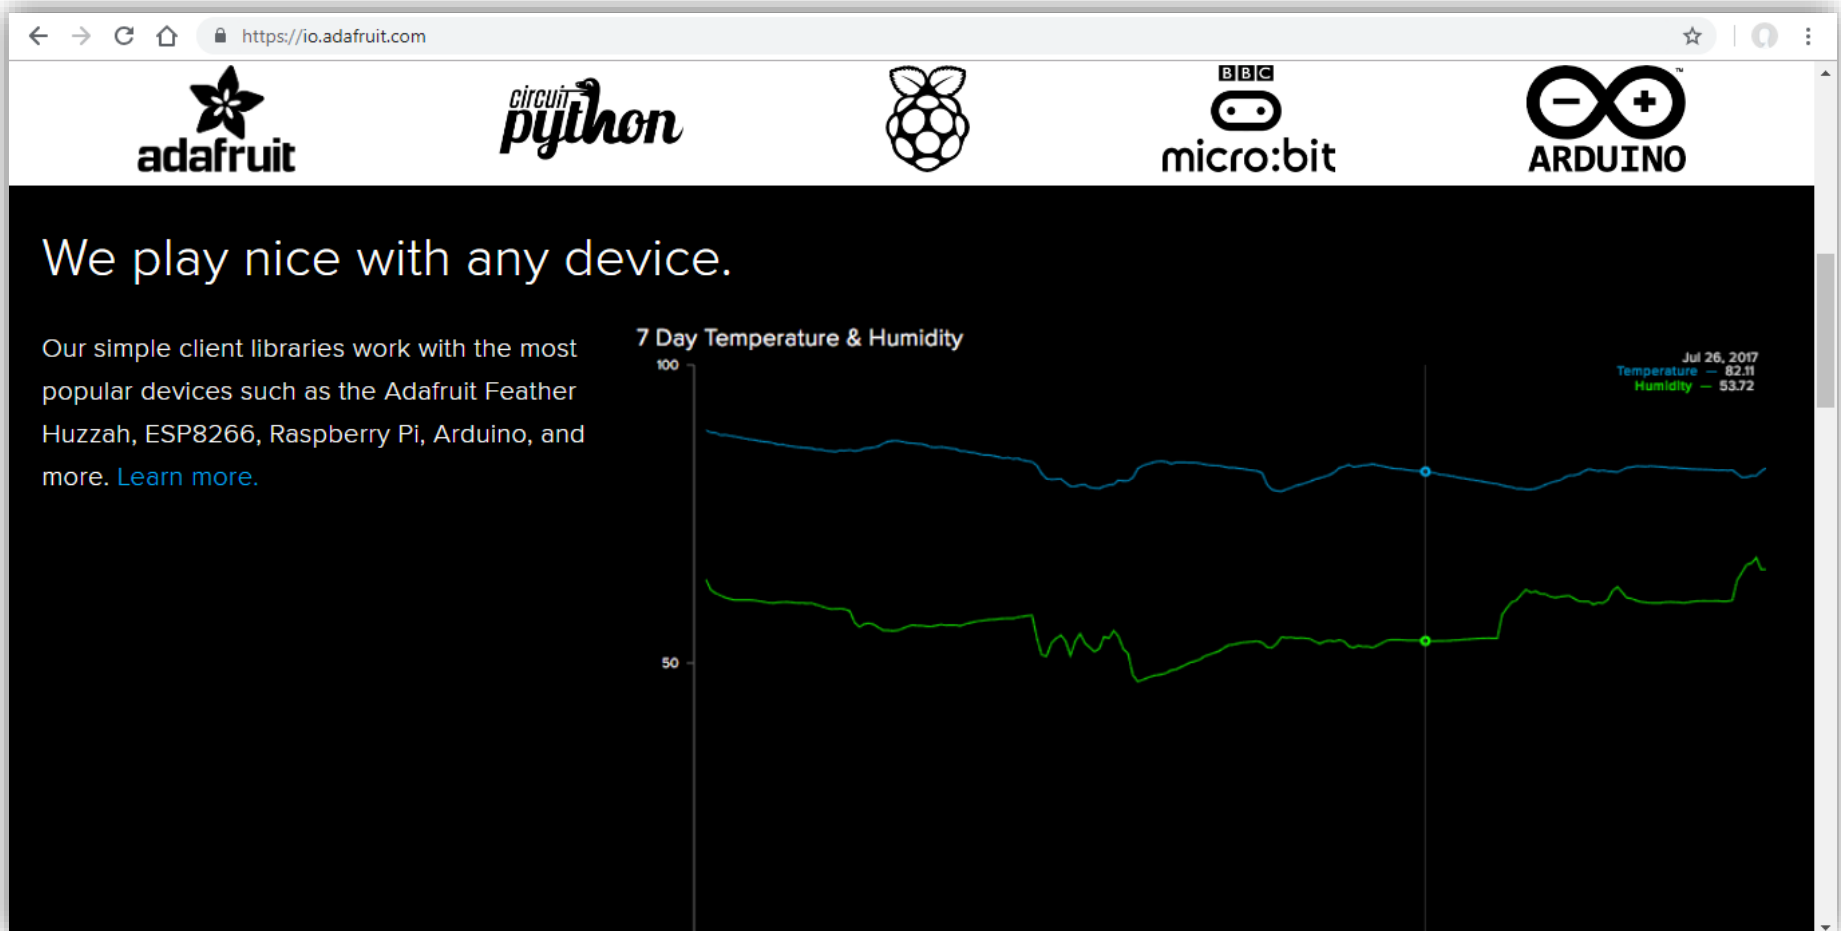 https://io.adafruit.com
adafruit
circuit
python
BBC
micro:bit
ARDUINO
TM
We play nice with any device.
Our simple client libraries work with the most
popular devices such as the Adafruit Feather
Huzzah, ESP8266, Raspberry Pi, Arduino, and
more. Learn more.
7 Day Temperature & Humidity
Jul 26, 2017
Temperature — 82.11
Humidity — 53.72
100
50